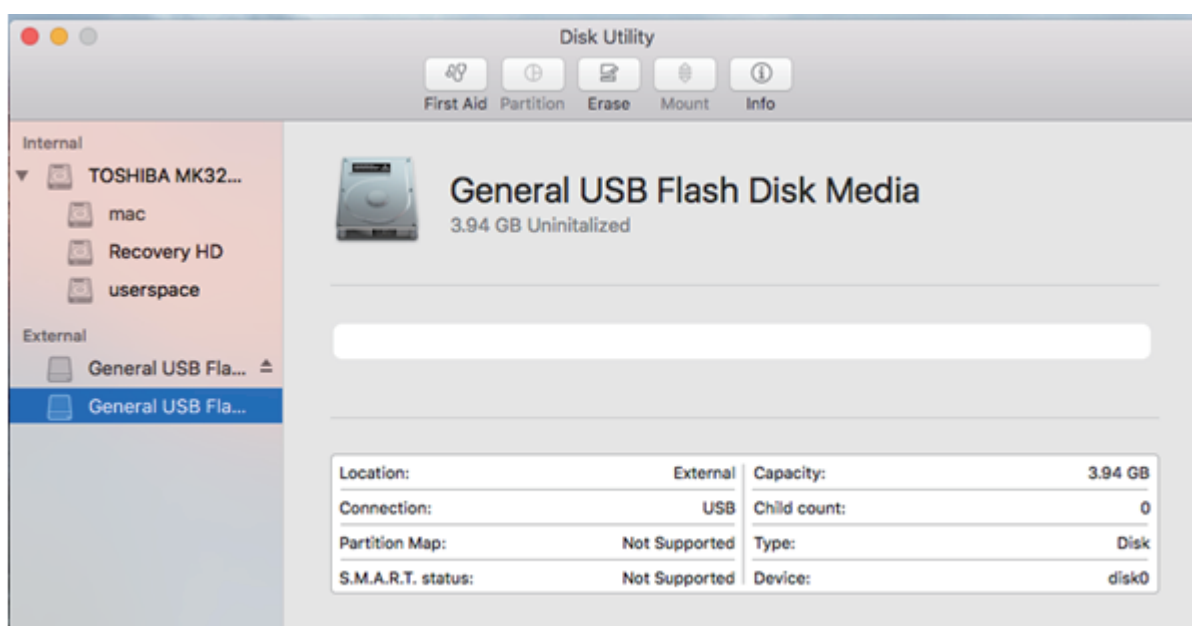 Disk Utility
First Aid Partition Erase Mount Info
Internal
TOSHIBA MK32...
mac
Recovery HD
userspace
External
General USB Fla...
General USB Fla...
General USB Flash Disk Media
3.94 GB Uninitalized
Location: External Capacity: 3.94 GB
Connection: USB Child count: 0
Partition Map: Not Supported Type: Disk
S.M.A.R.T. status: Not Supported Device: disk0